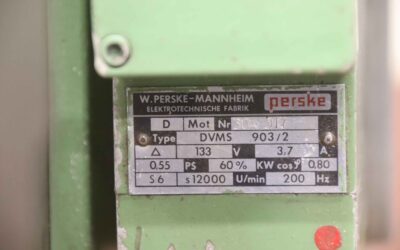 W. PERSKE-MANNHEIM perske
ELEKTROTECHNISCHE FABRIK
D Mot Nr
Type DVMS 903/2
△ 133 V 3.7 A
0.55 PS 60% KW cosφ 0.80
S6 s12000 U/min 200 Hz